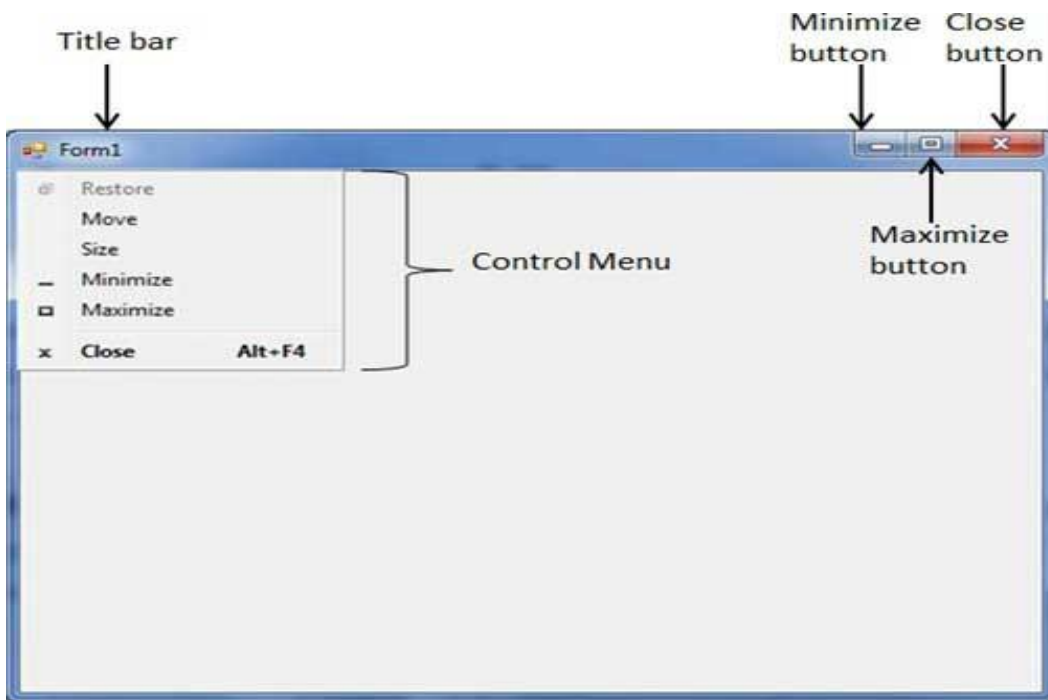 Title bar
Minimize button
Close button
Form1
Restore
Move
Size
Minimize
Maximize
Close Alt+F4
Control Menu
Maximize
button